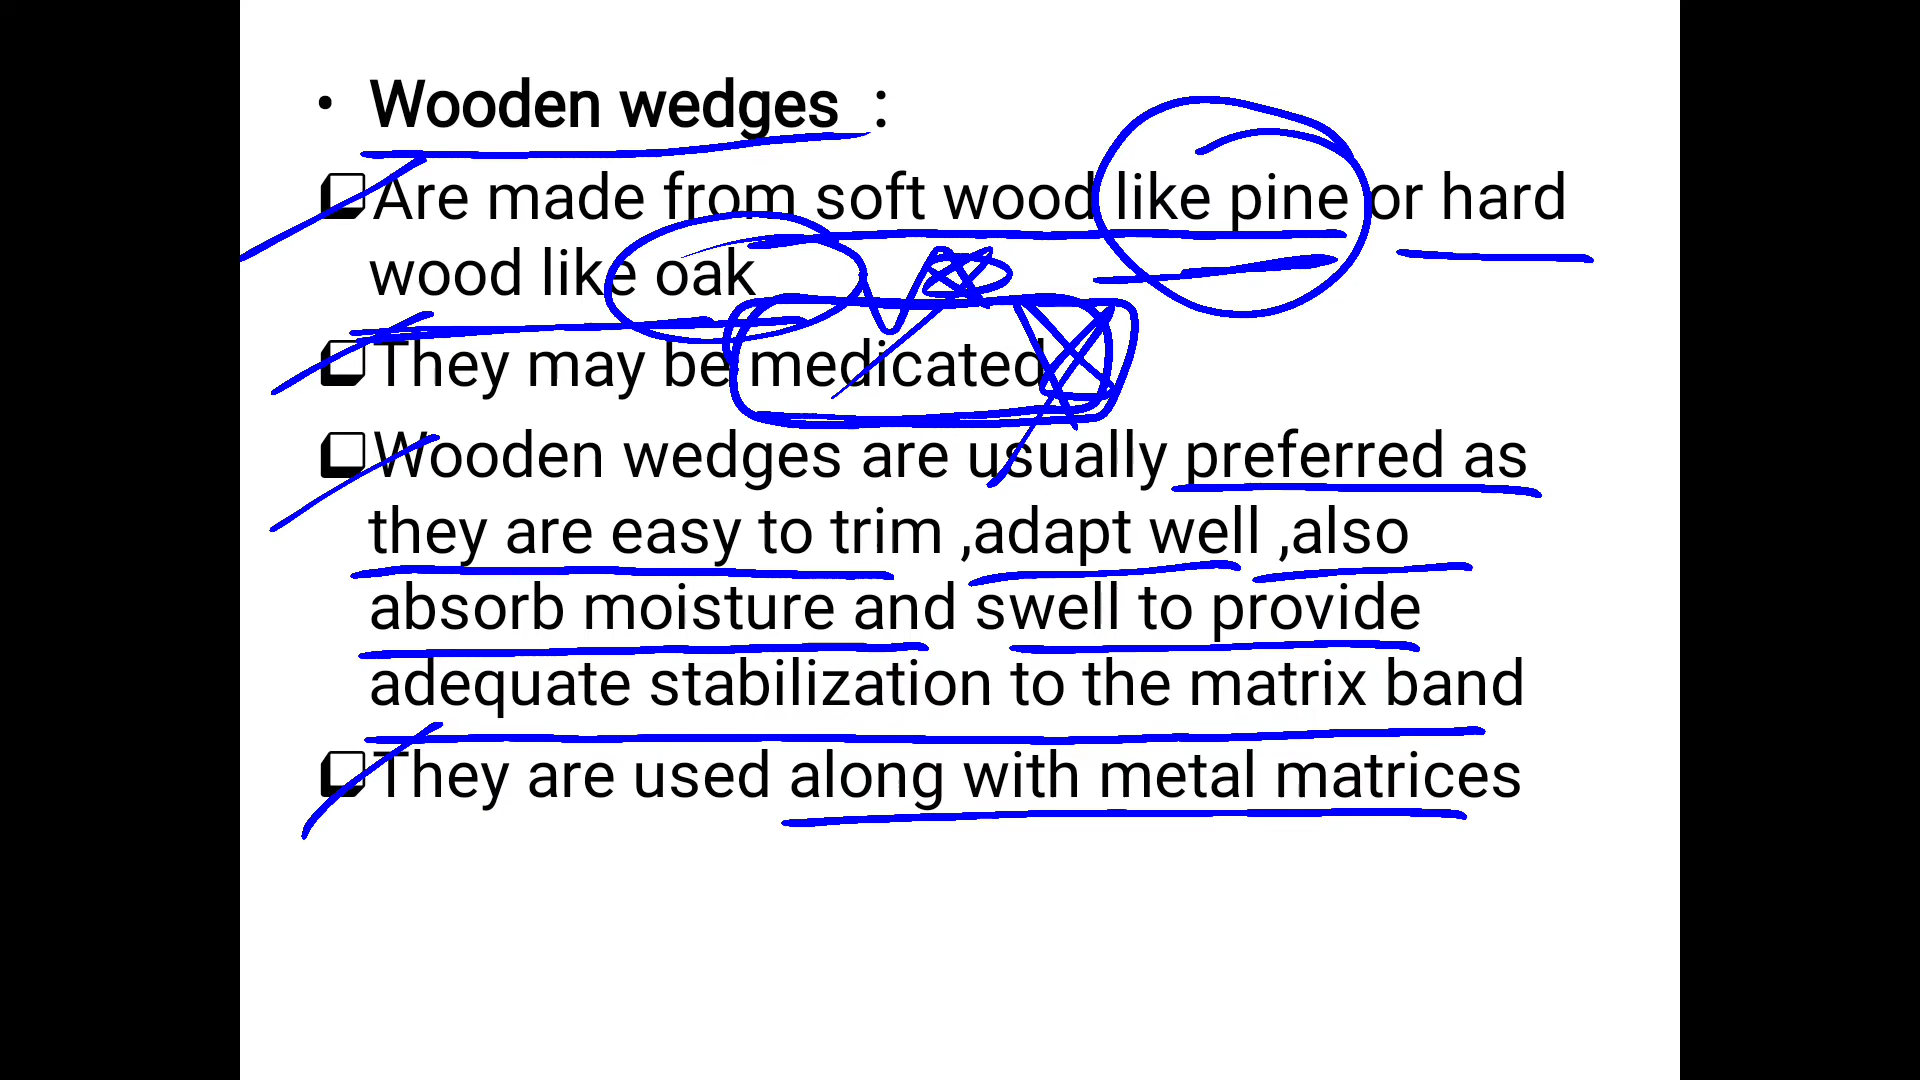 • Wooden wedges :
❑Are made from soft wood like pine or hard
wood like oak
❑They may be medicated
❑Wooden wedges are usually preferred as
they are easy to trim ,adapt well ,also
absorb moisture and swell to provide
adequate stabilization to the matrix band
❑They are used along with metal matrices